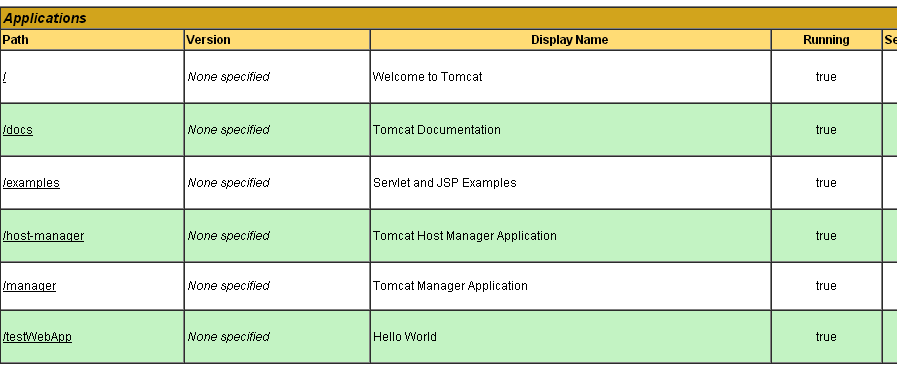 Applications
Path Version Display Name Running Se
/ None specified Welcome to Tomcat true
/docs None specified Tomcat Documentation true
/examples None specified Servlet and JSP Examples true
/host-manager None specified Tomcat Host Manager Application true
/manager None specified Tomcat Manager Application true
/testWebApp None specified Hello World true